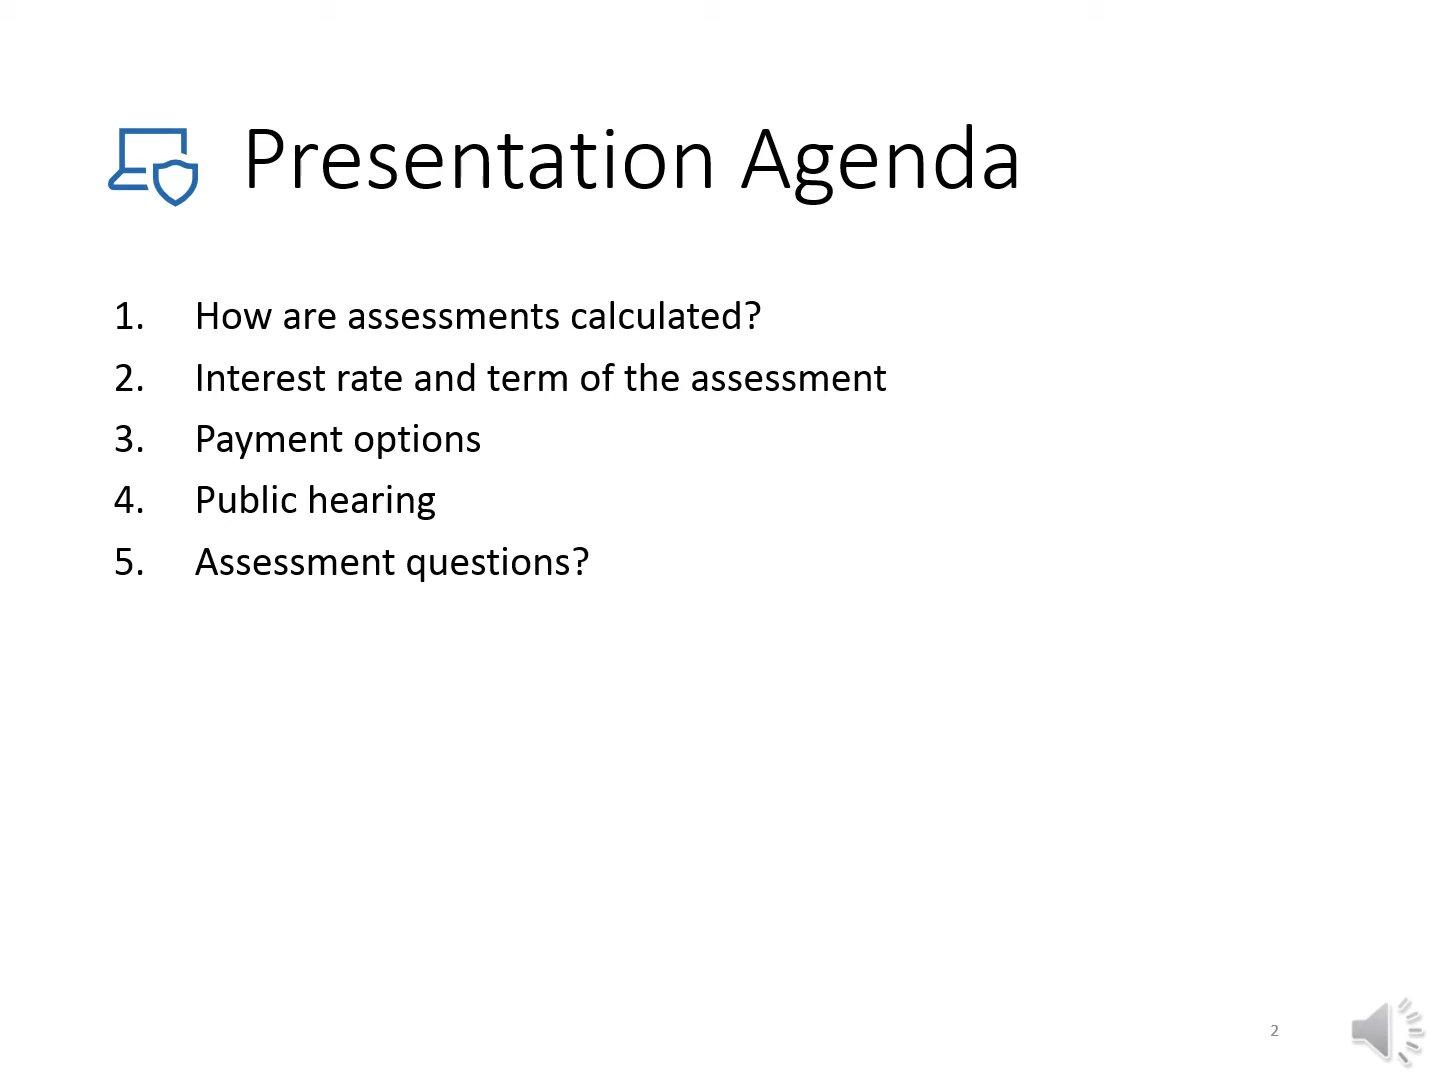 Presentation Agenda
1. How are assessments calculated?
2. Interest rate and term of the assessment
3. Payment options
4. Public hearing
5. Assessment questions?
2